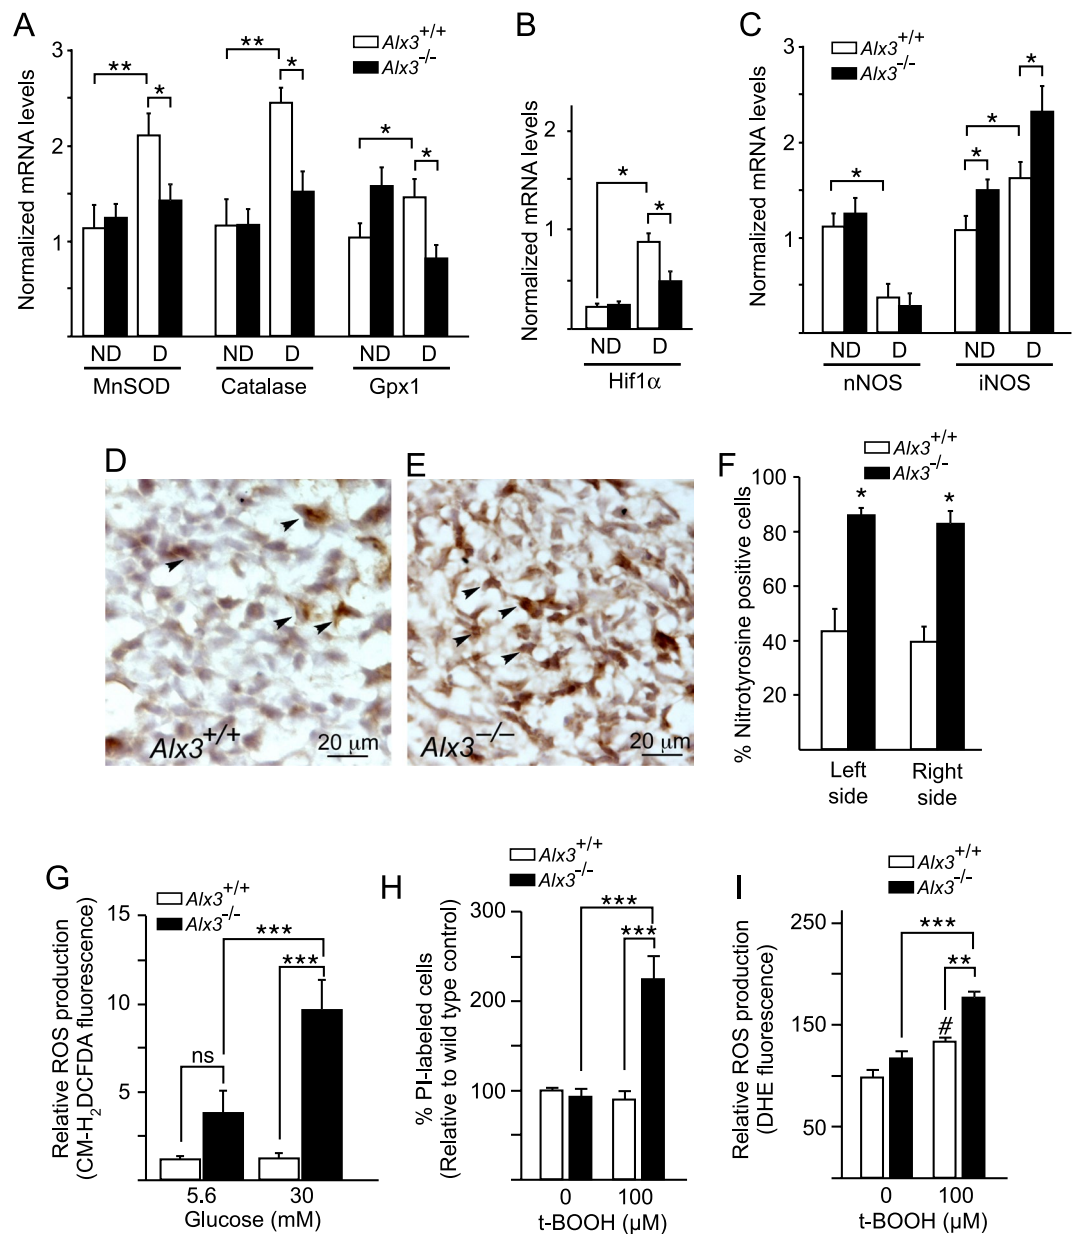 A
Alx3+/+
Alx3-/-
Normalized mRNA levels
3
2
1
**
*
**
*
*
*
ND D ND D ND D
MnSOD Catalase Gpx1
B
Normalized mRNA levels
2
1
*
*
ND D
Hif1α
C
Alx3+/+
Alx3-/-
Normalized mRNA levels
3
2
1
*
*
*
*
ND D ND D
nNOS iNOS
D
Alx3+/+
20 μm
E
Alx3−/−
20 μm
F
Alx3+/+
Alx3-/-
% Nitrotyrosine positive cells
100
80
60
40
20
* *
Left
side
Right
side
G
Alx3+/+
Alx3-/-
Relative ROS production
(CM-H2DCFDA fluorescence)
15
10
5
ns
***
***
5.6 30
Glucose (mM)
H
Alx3+/+
Alx3-/-
% PI-labeled cells
(Relative to wild type control)
300
200
100
***
***
0 100
t-BOOH (μM)
I
Alx3+/+
Alx3-/-
Relative ROS production
(DHE fluorescence)
250
150
50
***
**
#
0 100
t-BOOH (μM)